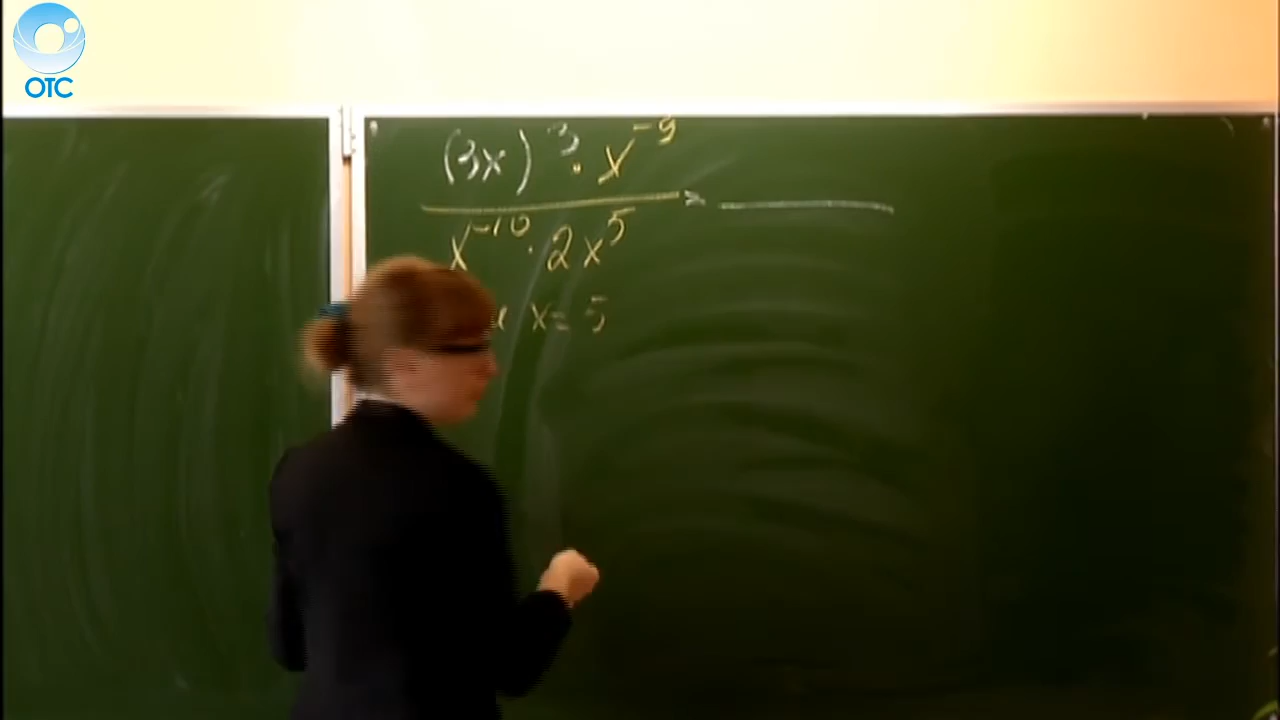 ОТС
(3x)³ · x⁻⁹
= 
x⁻¹⁰ · 2x⁵
x = 5